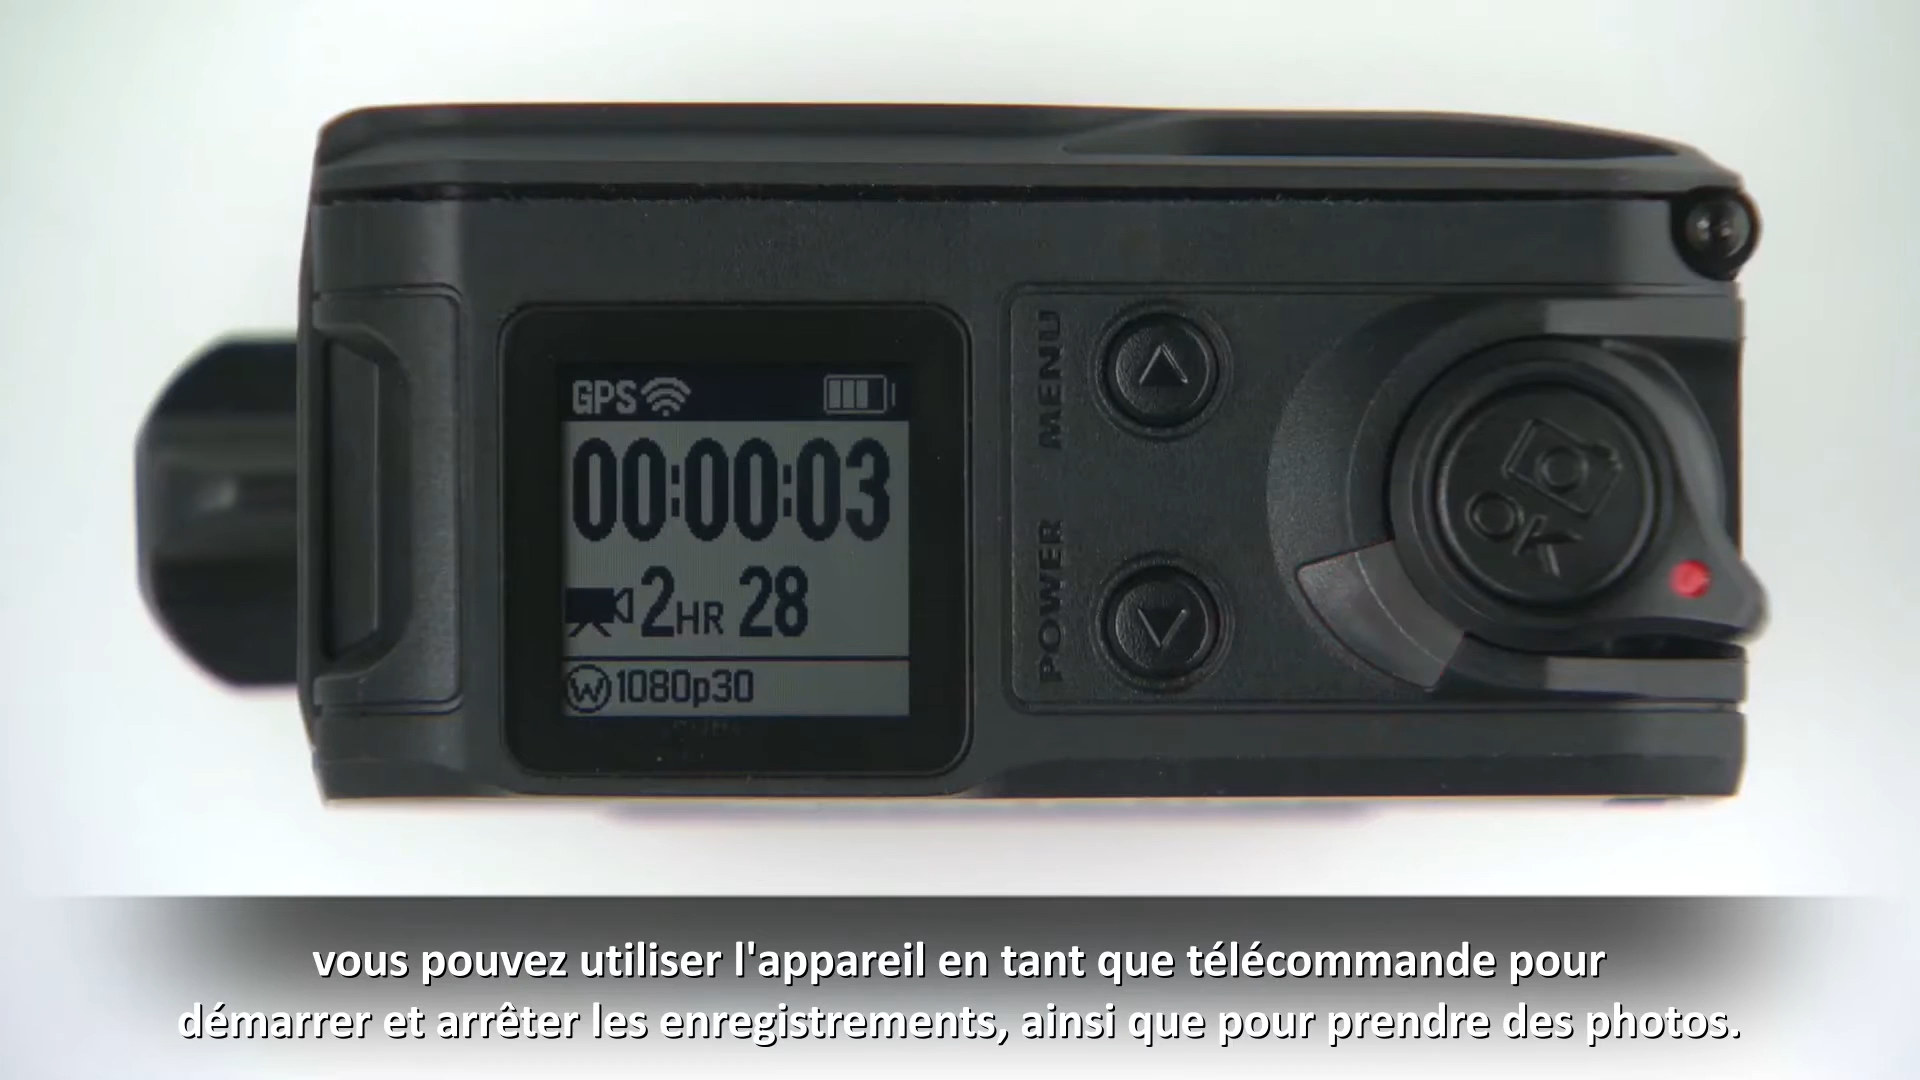 GPS
00:00:03
2HR 28
W 1080p30
MENU
POWER
OK
vous pouvez utiliser l'appareil en tant que télécommande pour
démarrer et arrêter les enregistrements, ainsi que pour prendre des photos.